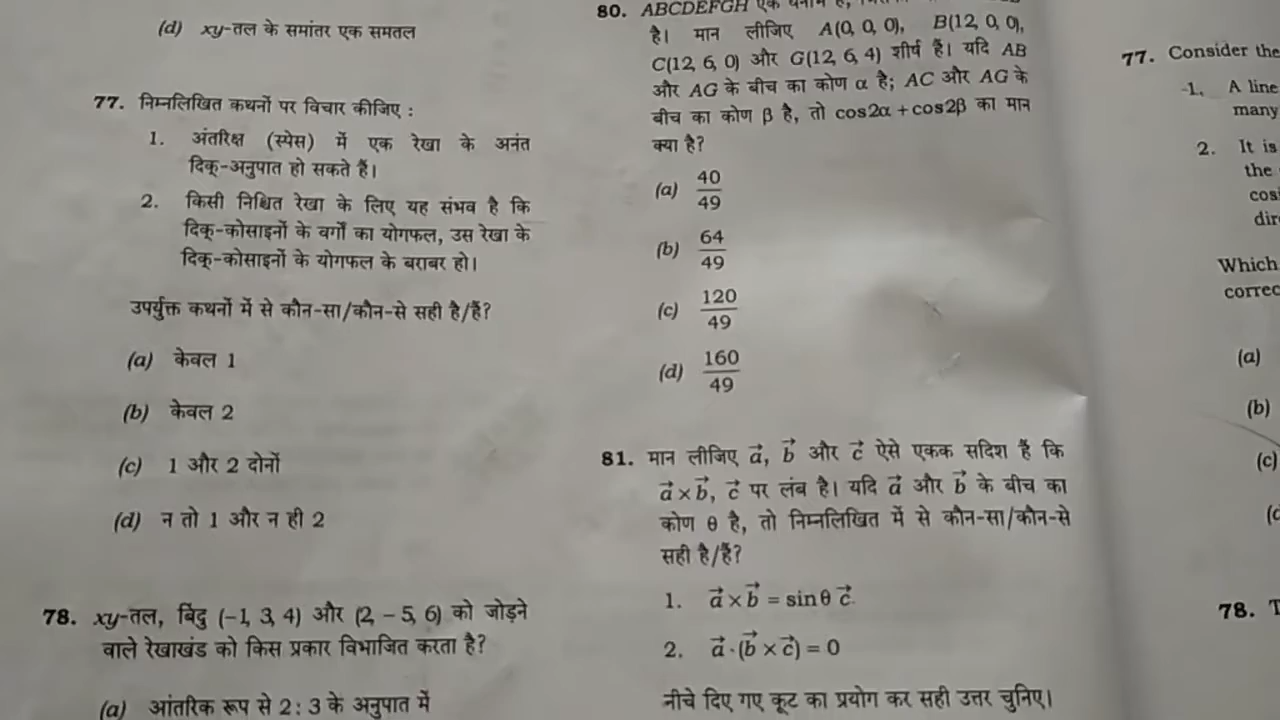 (d) xy-तल के समांतर एक समतल
77. निम्नलिखित कथनों पर विचार कीजिए :
1. अंतरिक्ष (स्पेस) में एक रेखा के अनंत
दिक्-अनुपात हो सकते हैं।
2. किसी निश्चित रेखा के लिए यह संभव है कि
दिक्-कोसाइनों के वर्गों का योगफल, उस रेखा के
दिक्-कोसाइनों के योगफल के बराबर हो।
उपर्युक्त कथनों में से कौन-सा/कौन-से सही है/हैं?
(a) केवल 1
(b) केवल 2
(c) 1 और 2 दोनों
(d) न तो 1 और न ही 2
78. xy-तल, बिंदु (−1, 3, 4) और (2, − 5, 6) को जोड़ने
वाले रेखाखंड को किस प्रकार विभाजित करता है?
(a) आंतरिक रूप से 2 : 3 के अनुपात में
80. ABCDEFGH एक
है। मान लीजिए A(0, 0, 0), B(12, 0, 0),
C(12, 6, 0) और G(12, 6, 4) शीर्ष हैं। यदि AB
और AG के बीच का कोण α है; AC और AG के
बीच का कोण β है, तो cos2α + cos2β का मान
क्या है?
(a) 40/49
(b) 64/49
(c) 120/49
(d) 160/49
81. मान लीजिए a⃗, b⃗ और c⃗ ऐसे एकक सदिश हैं कि
a⃗ × b⃗, c⃗ पर लंब है। यदि a⃗ और b⃗ के बीच का
कोण θ है, तो निम्नलिखित में से कौन-सा/कौन-से
सही है/हैं?
1. a⃗ × b⃗ = sinθ c⃗
2. a⃗ · (b⃗ × c⃗) = 0
नीचे दिए गए कूट का प्रयोग कर सही उत्तर चुनिए।
77. Consider the
1. A line
many
2. It is
the
cos
dir
Which
correc
(a)
(b)
(c)
78.